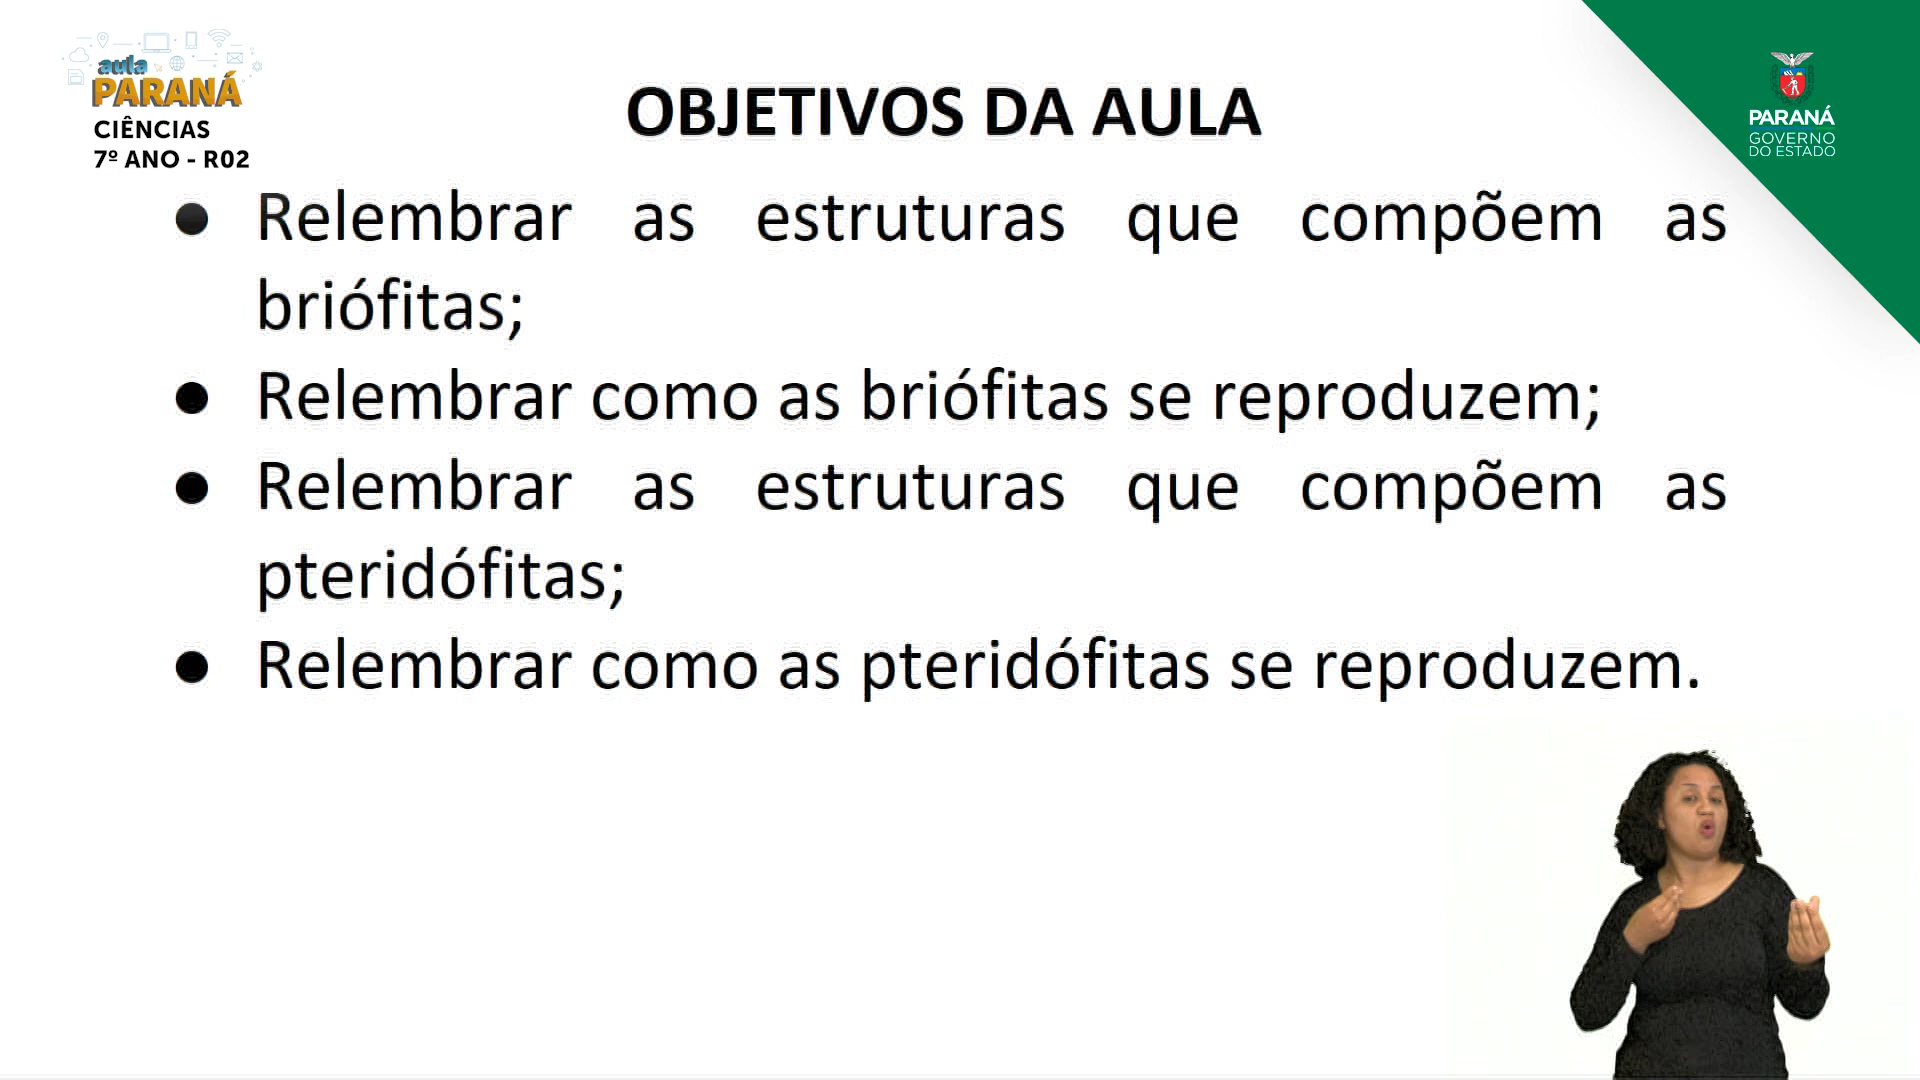 aula
PARANÁ
CIÊNCIAS
7º ANO - R02
OBJETIVOS DA AULA
PARANÁ
GOVERNO
DO ESTADO
● Relembrar as estruturas que compõem as
briófitas;
● Relembrar como as briófitas se reproduzem;
● Relembrar as estruturas que compõem as
pteridófitas;
● Relembrar como as pteridófitas se reproduzem.